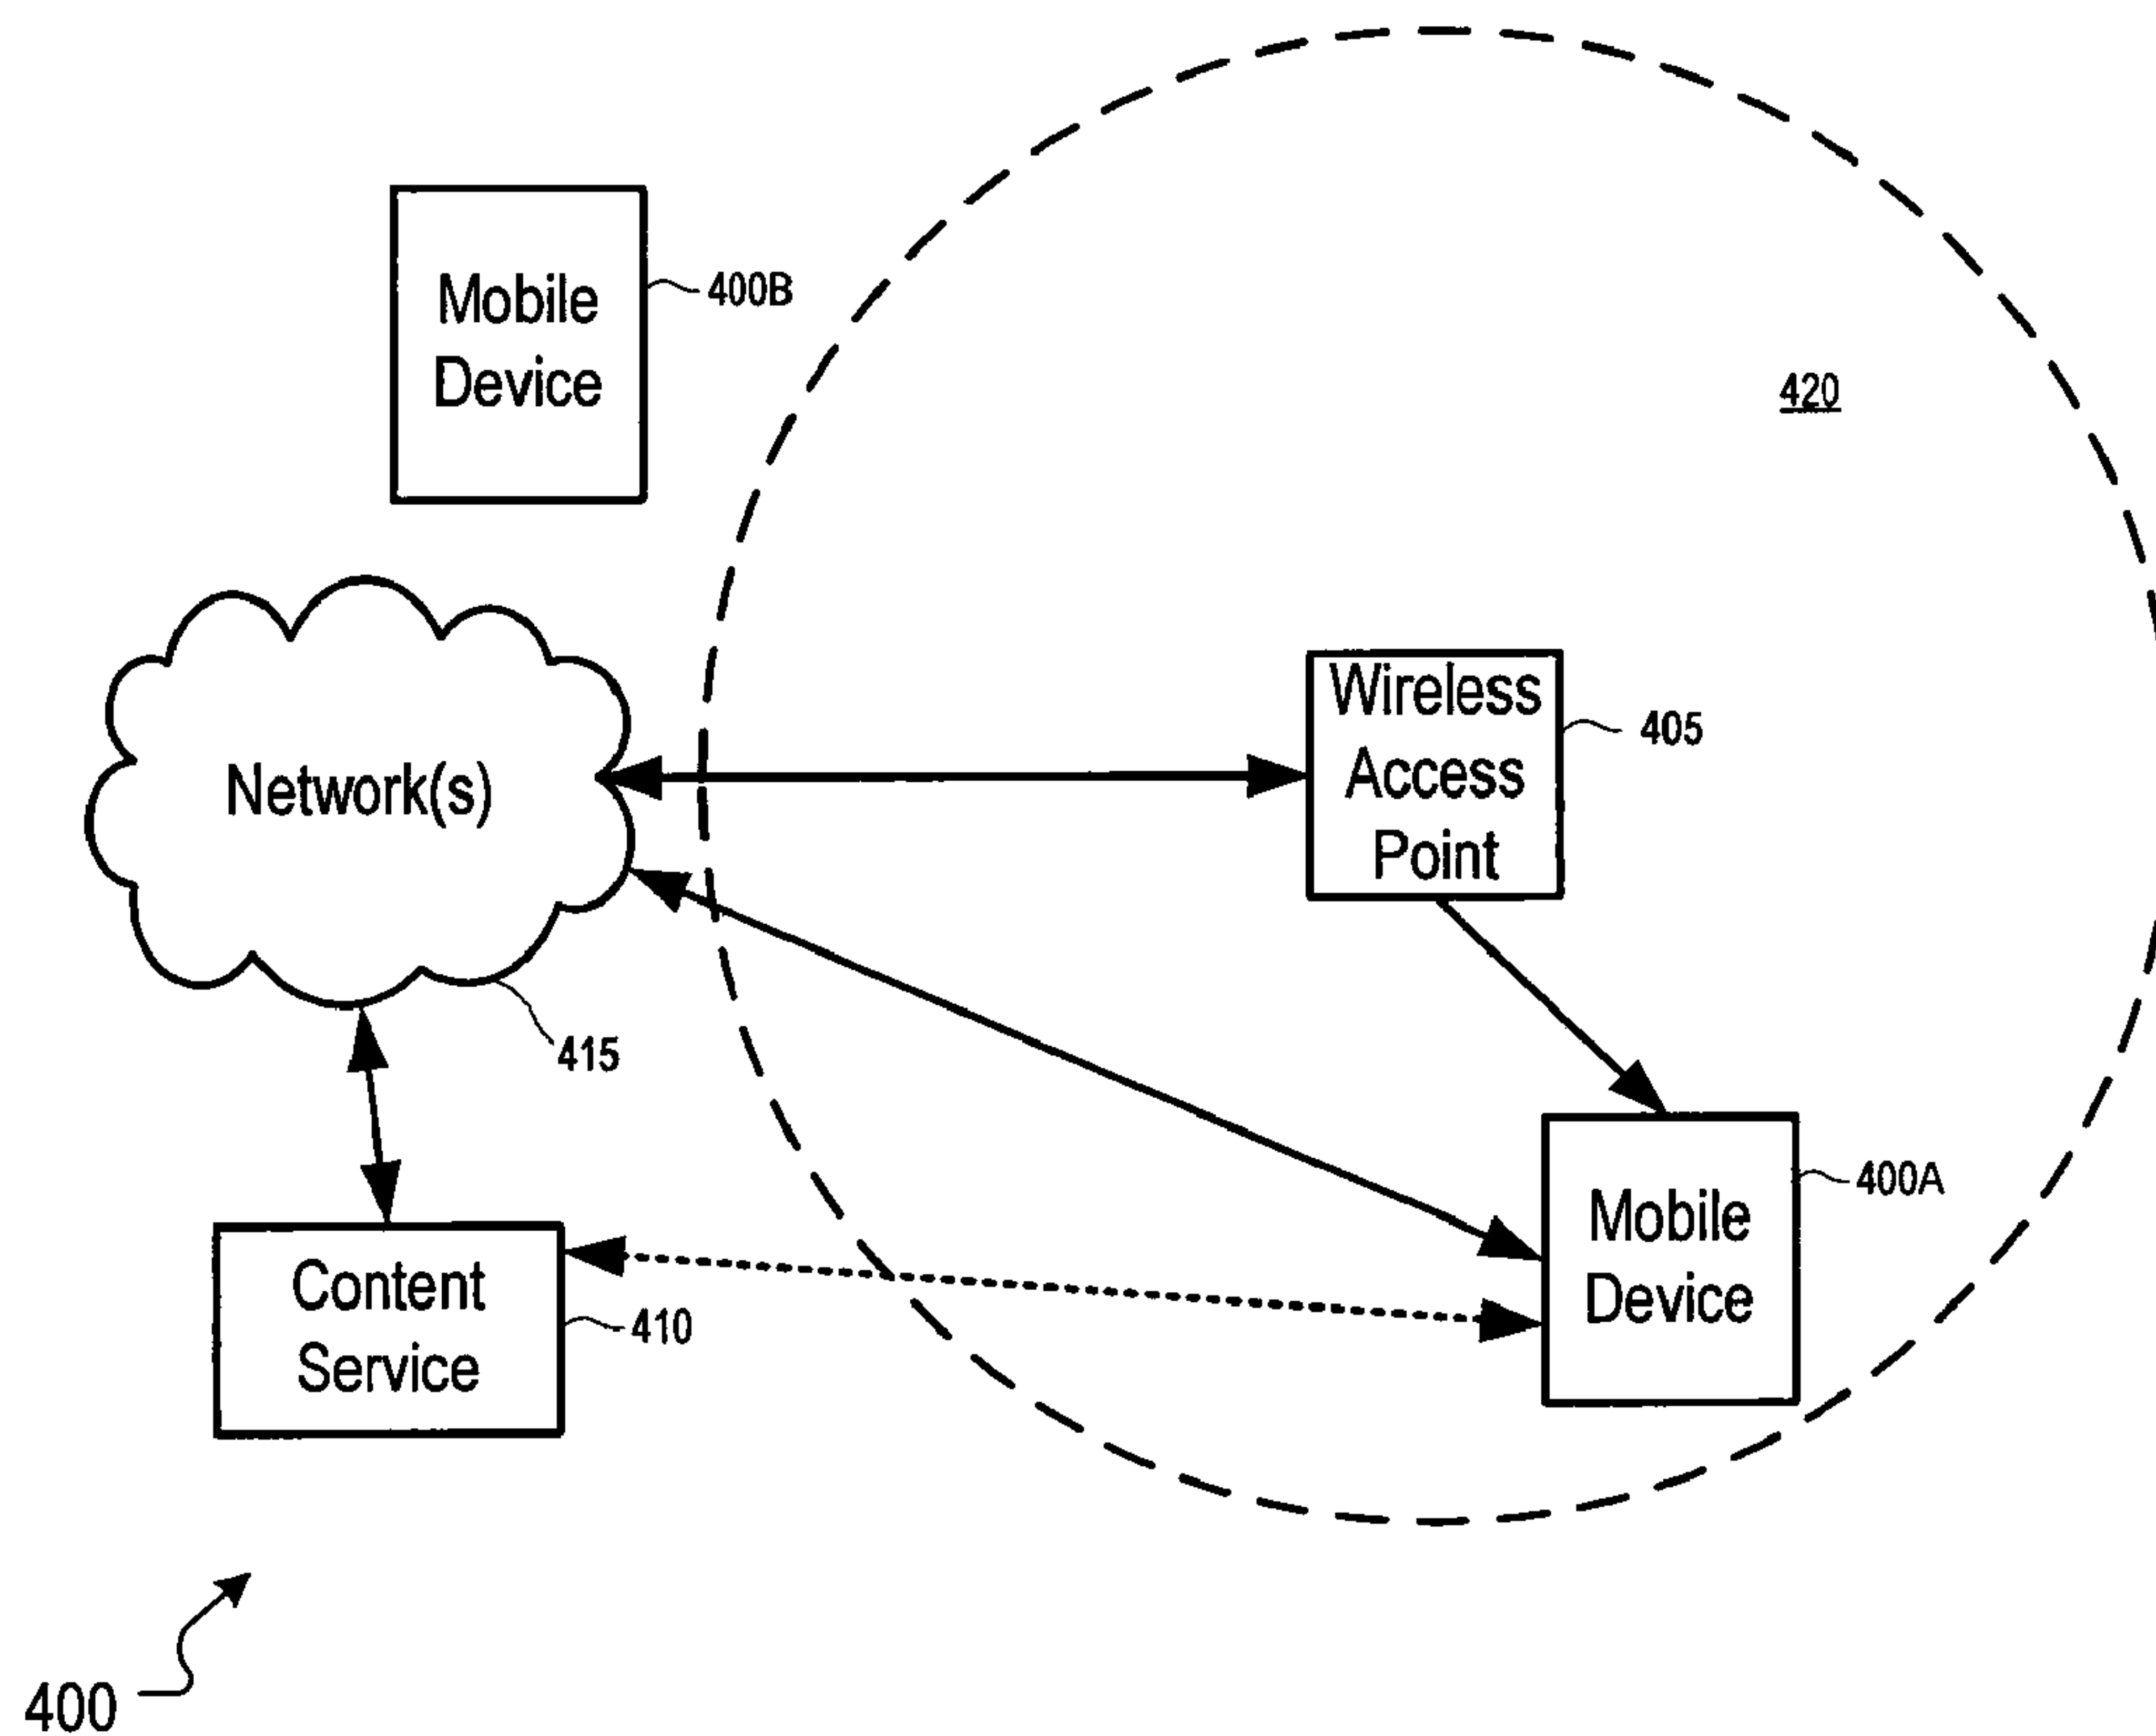 Mobile
Device
400B
420
Network(s)
415
Wireless
Access
Point
405
Mobile
Device
400A
Content
Service
410
400